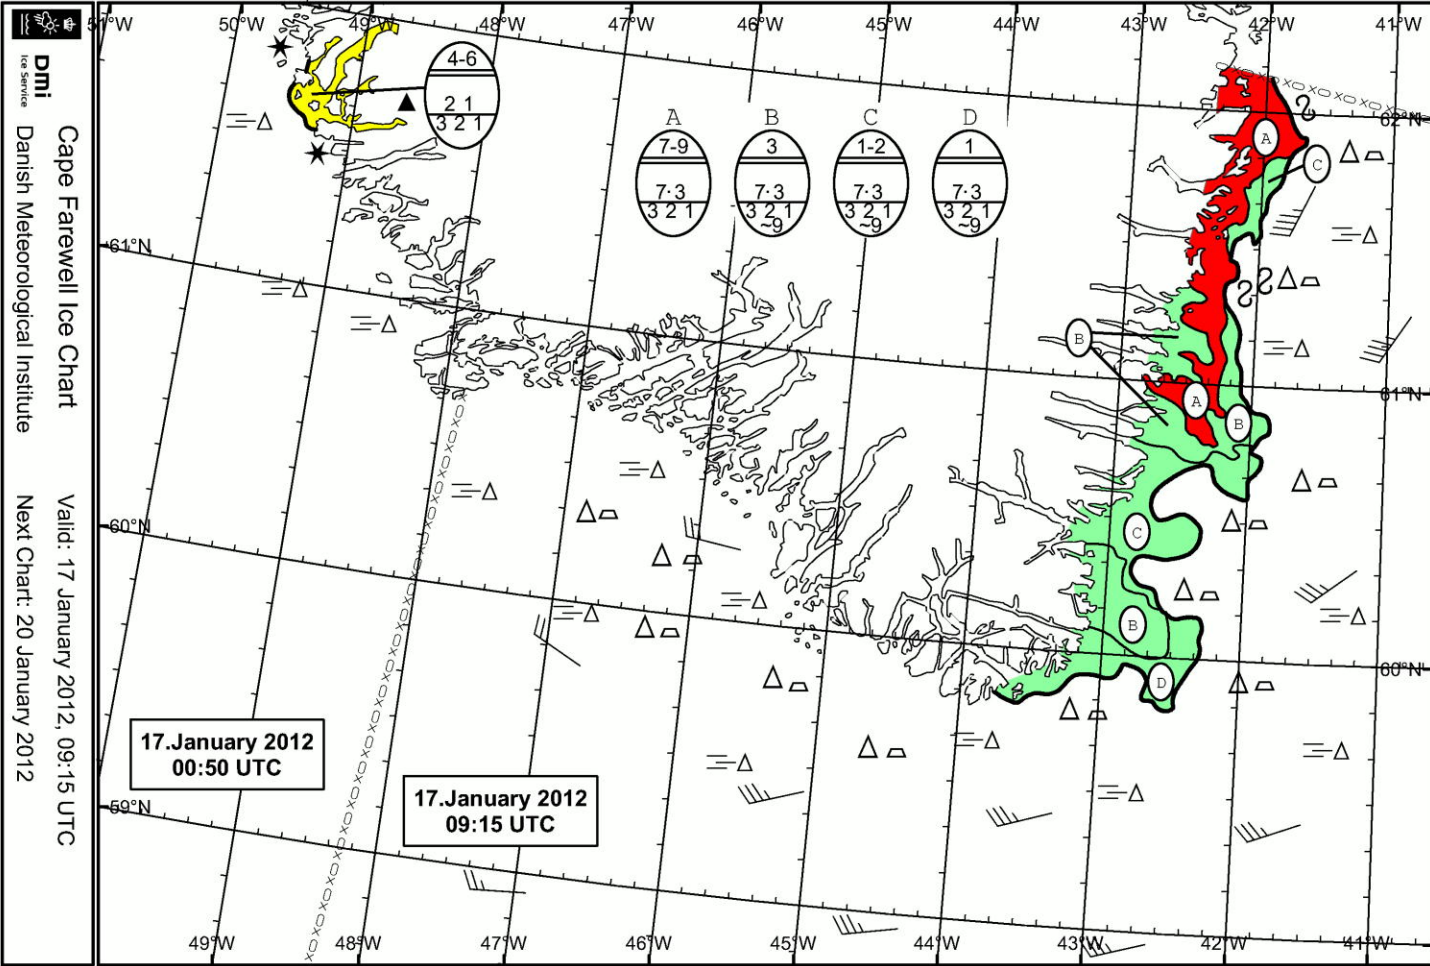 Cape Farewell Ice Chart
Valid: 17 January 2012, 09:15 UTC
DMi
Ice Service
Danish Meteorological Institute
Next Chart: 20 January 2012
51°W 50°W 49°W 48°W 47°W 46°W 45°W 44°W 43°W 42°W 41°W
4-6
2 1
3 2 1
A B C D
7-9 3 1-2 1
7·3 7·3 7·3 7·3
3 2 1 3 2 1 3 2 1 3 2 1
~9 ~9 ~9
A
C
62°N
61°N
B
A
B
61°N
60°N
C
B
D
60°N
17.January 2012
00:50 UTC
17.January 2012
09:15 UTC
59°N
49°W 48°W 47°W 46°W 45°W 44°W 43°W 42°W 41°W